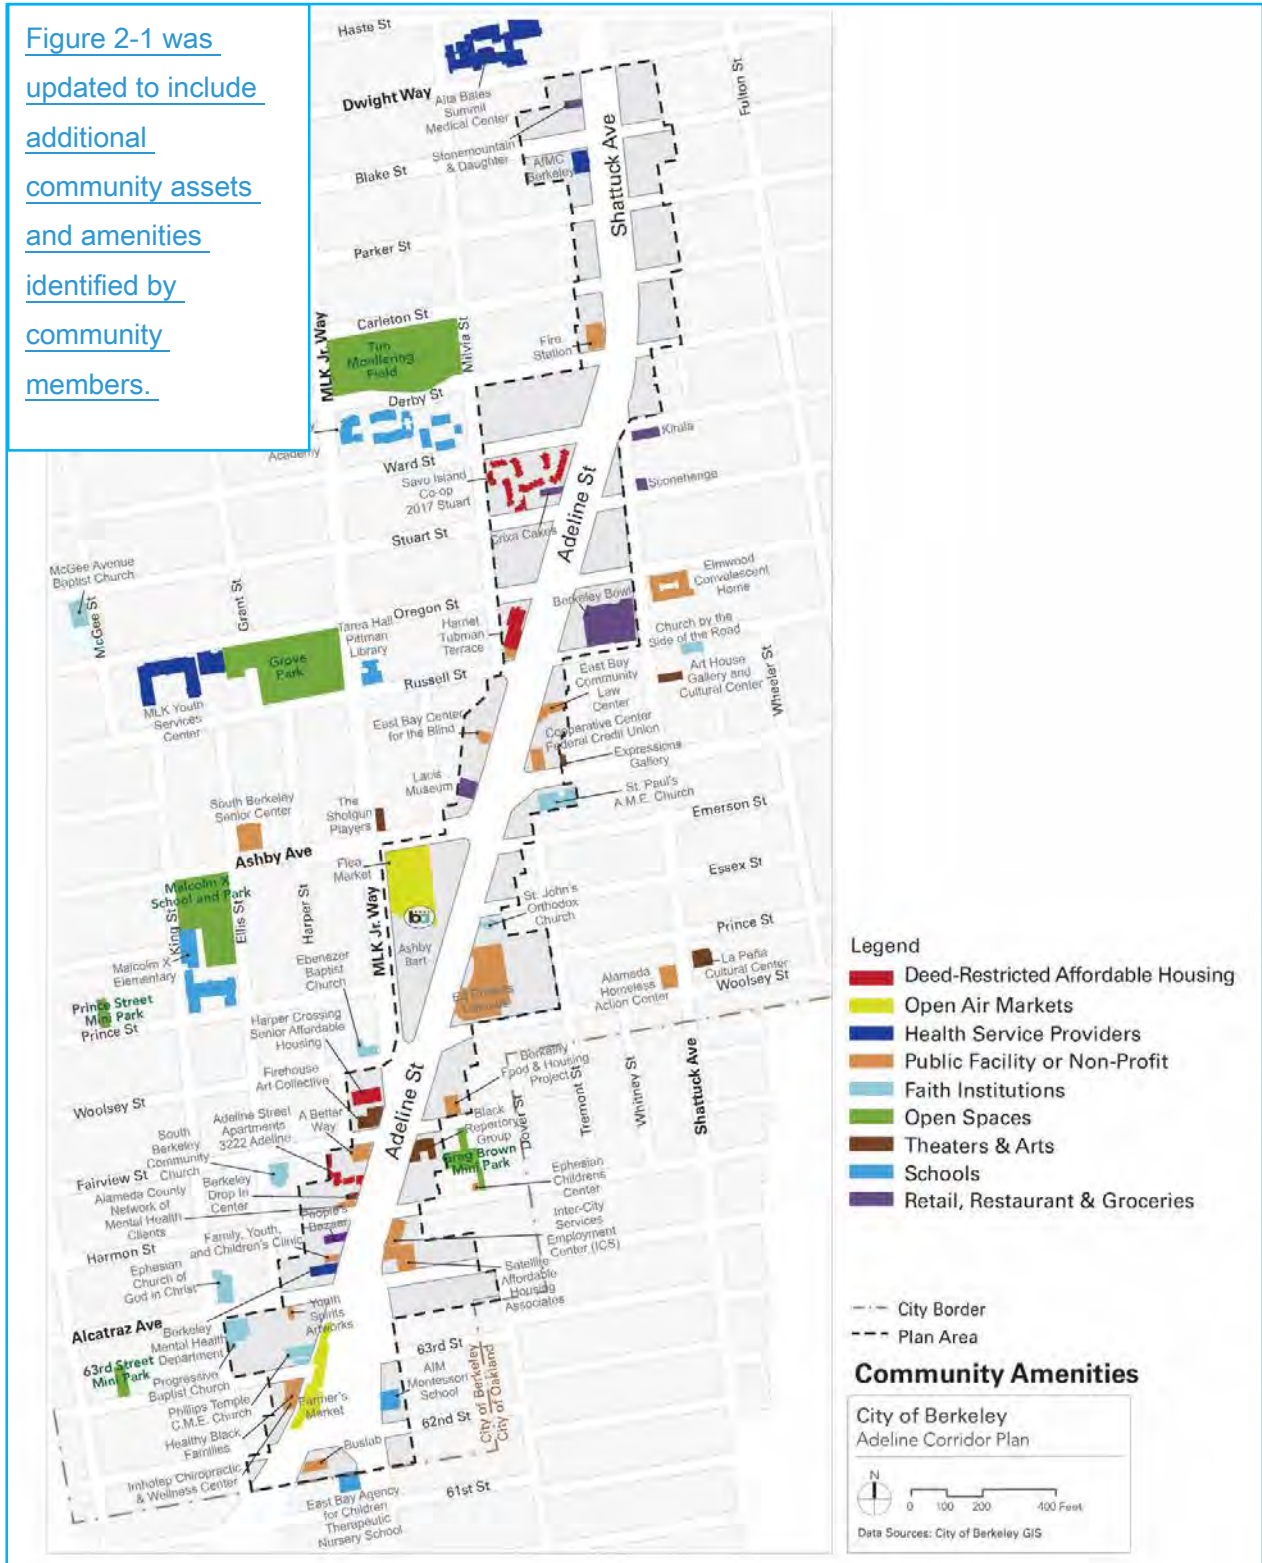 Figure 2-1 was
updated to include
additional
community assets
and amenities
identified by
community
members.
Haste St
Dwight Way
Alta Bates
Summit
Medical Center
Fulton St
Stonemountain
& Daughter
AIMC
Berkeley
Blake St
Shattuck Ave
Parker St
Carleton St
MLK Jr. Way
Milvia St
Tim
Moellering
Field
Fire
Station
Derby St
Academy
Ward St
Savo Island
Co-op
2017 Stuart
Kirala
Stonehenge
Adeline St
Crixa Cakes
Stuart St
McGee Avenue
Baptist Church
McGee St
Grant St
Oregon St
Elmwood
Convalescent
Home
Berkeley Bowl
Tarea Hall
Pittman
Library
Harriet
Tubman
Terrace
Church by the
Side of the Road
Grove
Park
Russell St
East Bay
Community
Law
Center
Art House
Gallery and
Cultural Center
Wheeler St
MLK Youth
Services
Center
East Bay Center
for the Blind
Cooperative Center
Federal Credit Union
Expressions
Gallery
Lacis
Museum
St. Paul's
A.M.E. Church
South Berkeley
Senior Center
The
Shotgun
Players
Emerson St
Ashby Ave
Flea
Market
Essex St
Malcolm X
School and Park
King St
Ellis St
Harper St
MLK Jr. Way
St. John's
Orthodox
Church
Prince St
Ashby
Bart
Malcolm X
Elementary
Ebenezer
Baptist
Church
La Peña
Cultural Center
Woolsey St
Alameda
Homeless
Action Center
Ed Roberts
Campus
Prince Street
Mini Park
Prince St
Harper Crossing
Senior Affordable
Housing
Berkeley
Food & Housing
Project
Firehouse
Art Collective
Adeline St
Dover St
Tremont St
Whitney St
Shattuck Ave
Woolsey St
Adeline Street
Apartments
3222 Adeline
A Better
Way
Black
Repertory
Group
Greg Brown
Mini Park
South
Berkeley
Community
Church
Fairview St
Berkeley
Drop In
Center
Ephesian
Childrens
Center
Alameda County
Network of
Mental Health
Clients
People's
Bazaar
Inter-City
Services
Employment
Center (ICS)
Family, Youth,
and Children's Clinic
Harmon St
Ephesian
Church of
God in Christ
Satellite
Affordable
Housing
Associates
Youth
Spirits
Artworks
Alcatraz Ave
Berkeley
Mental Health
Department
63rd St
63rd Street
Mini Park
AIM
Montessori
School
City of Berkeley
City of Oakland
Progressive
Baptist Church
Phillips Temple
C.M.E. Church
Farmer's
Market
62nd St
Healthy Black
Families
Buslab
Imhotep Chiropractic
& Wellness Center
61st St
East Bay Agency
for Children
Therapeutic
Nursery School
Legend
Deed-Restricted Affordable Housing
Open Air Markets
Health Service Providers
Public Facility or Non-Profit
Faith Institutions
Open Spaces
Theaters & Arts
Schools
Retail, Restaurant & Groceries
City Border
Plan Area
Community Amenities
City of Berkeley
Adeline Corridor Plan
N
0 100 200 400 Feet
Data Sources: City of Berkeley GIS